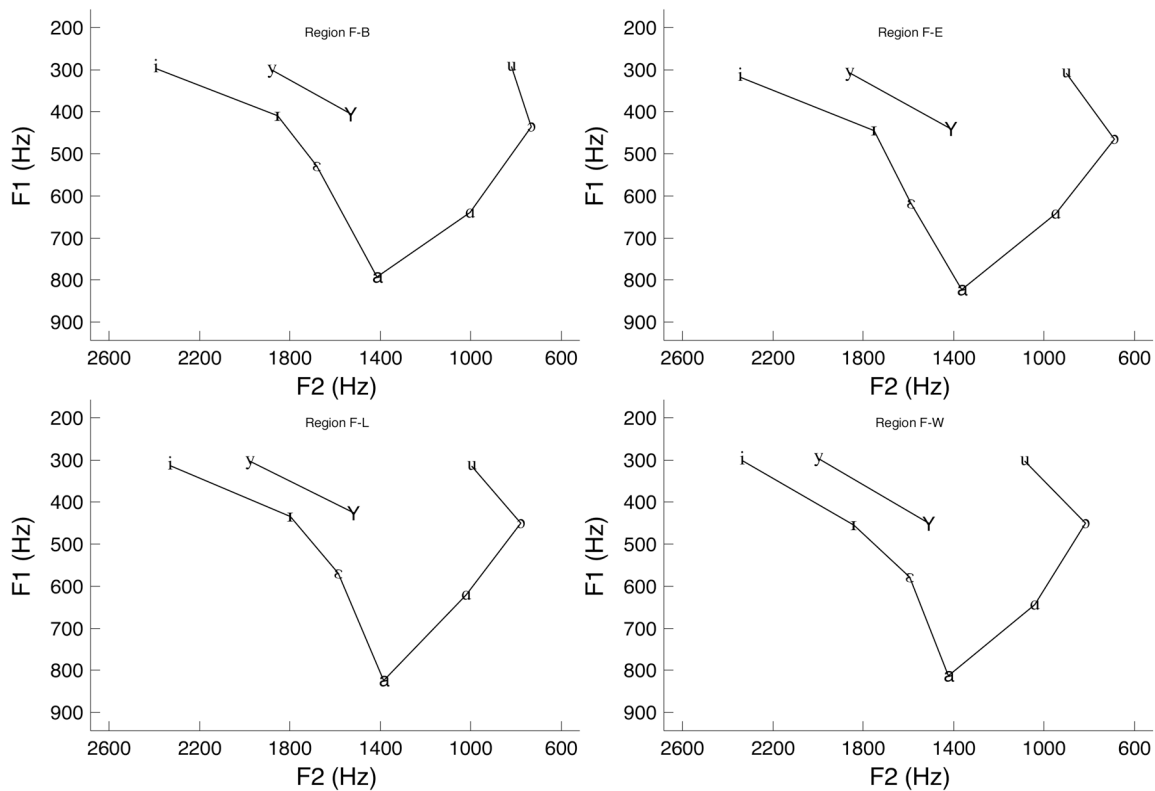 200
300
400
500
600
700
800
900
F1 (Hz)
Region F-B
i
y
u
ɪ
Y
ɔ
ɛ
ɑ
a
2600 2200 1800 1400 1000 600
F2 (Hz)
200
300
400
500
600
700
800
900
F1 (Hz)
Region F-E
i
y
u
ɪ
Y
ɔ
ɛ
ɑ
a
2600 2200 1800 1400 1000 600
F2 (Hz)
200
300
400
500
600
700
800
900
F1 (Hz)
Region F-L
i
y
u
ɪ
Y
ɔ
ɛ
ɑ
a
2600 2200 1800 1400 1000 600
F2 (Hz)
200
300
400
500
600
700
800
900
F1 (Hz)
Region F-W
i
y
u
ɪ
Y
ɔ
ɛ
ɑ
a
2600 2200 1800 1400 1000 600
F2 (Hz)